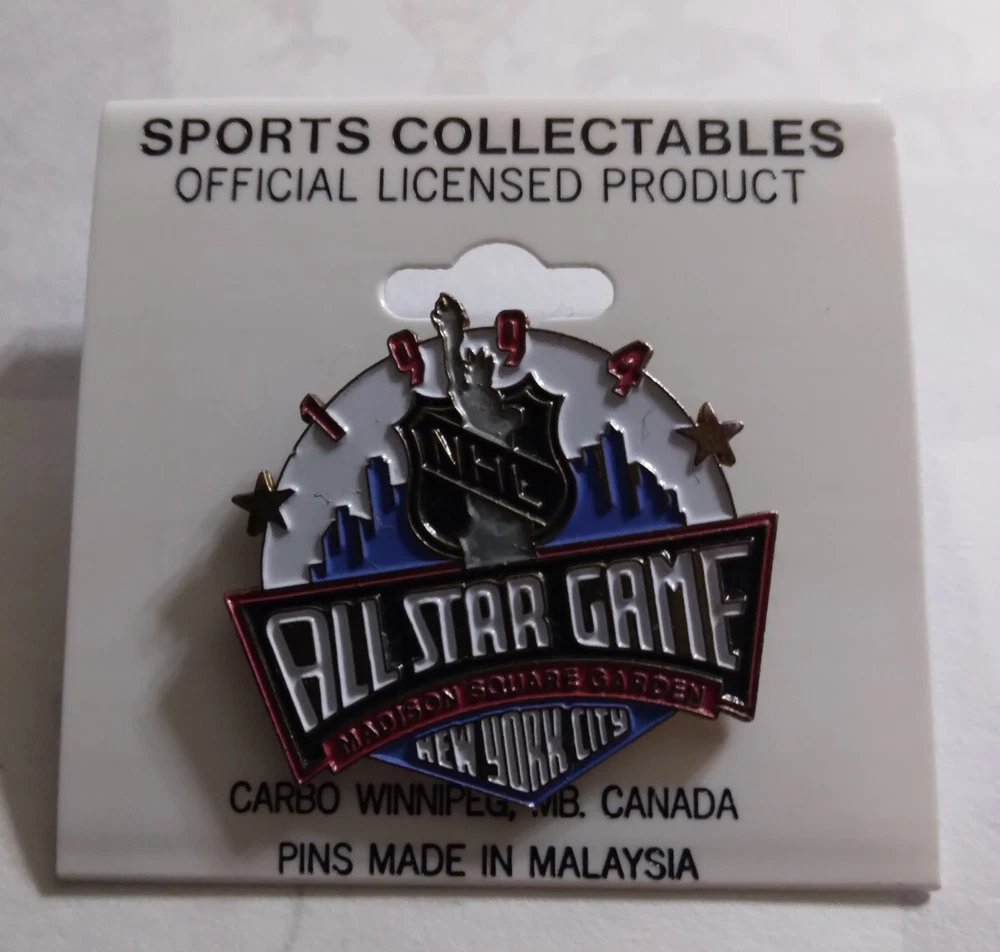 SPORTS COLLECTABLES
OFFICIAL LICENSED PRODUCT
1994
NHL
ALL STAR GAME
MADISON SQUARE GARDEN
NEW YORK CITY
CARBO WINNIPEG, MB. CANADA
PINS MADE IN MALAYSIA